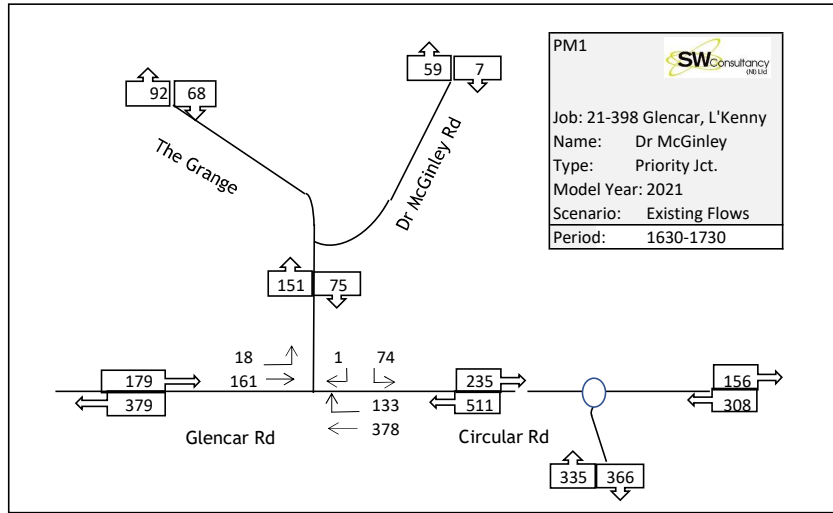 PM1
SW Consultancy
(NI) Ltd
Job: 21-398 Glencar, L'Kenny
Name: Dr McGinley
Type: Priority Jct.
Model Year: 2021
Scenario: Existing Flows
Period: 1630-1730
59 7
92 68
The Grange
Dr McGinley Rd
151 75
18 1 74
161
179 235 156
379 511 308
133
378
Glencar Rd Circular Rd
335 366